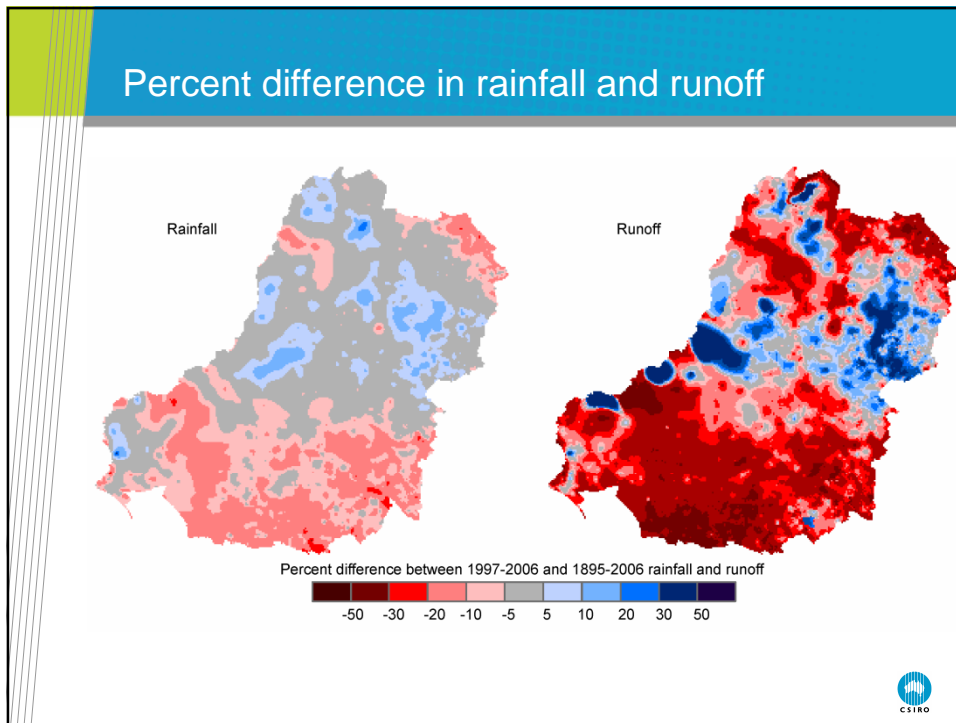 Percent difference in rainfall and runoff
Rainfall
Runoff
Percent difference between 1997-2006 and 1895-2006 rainfall and runoff
-50 -30 -20 -10 -5 5 10 20 30 50
CSIRO